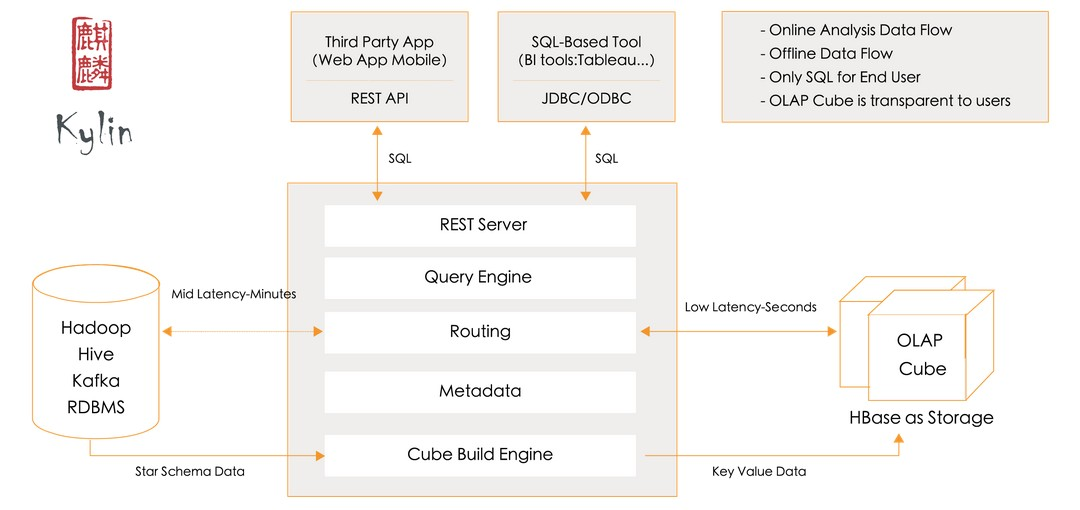 麒
麟
Kylin
Third Party App
(Web App Mobile)
REST API
SQL-Based Tool
(BI tools:Tableau...)
JDBC/ODBC
- Online Analysis Data Flow
- Offline Data Flow
- Only SQL for End User
- OLAP Cube is transparent to users
SQL
SQL
REST Server
Query Engine
Routing
Metadata
Cube Build Engine
Mid Latency-Minutes
Low Latency-Seconds
Hadoop
Hive
Kafka
RDBMS
OLAP
Cube
HBase as Storage
Star Schema Data
Key Value Data